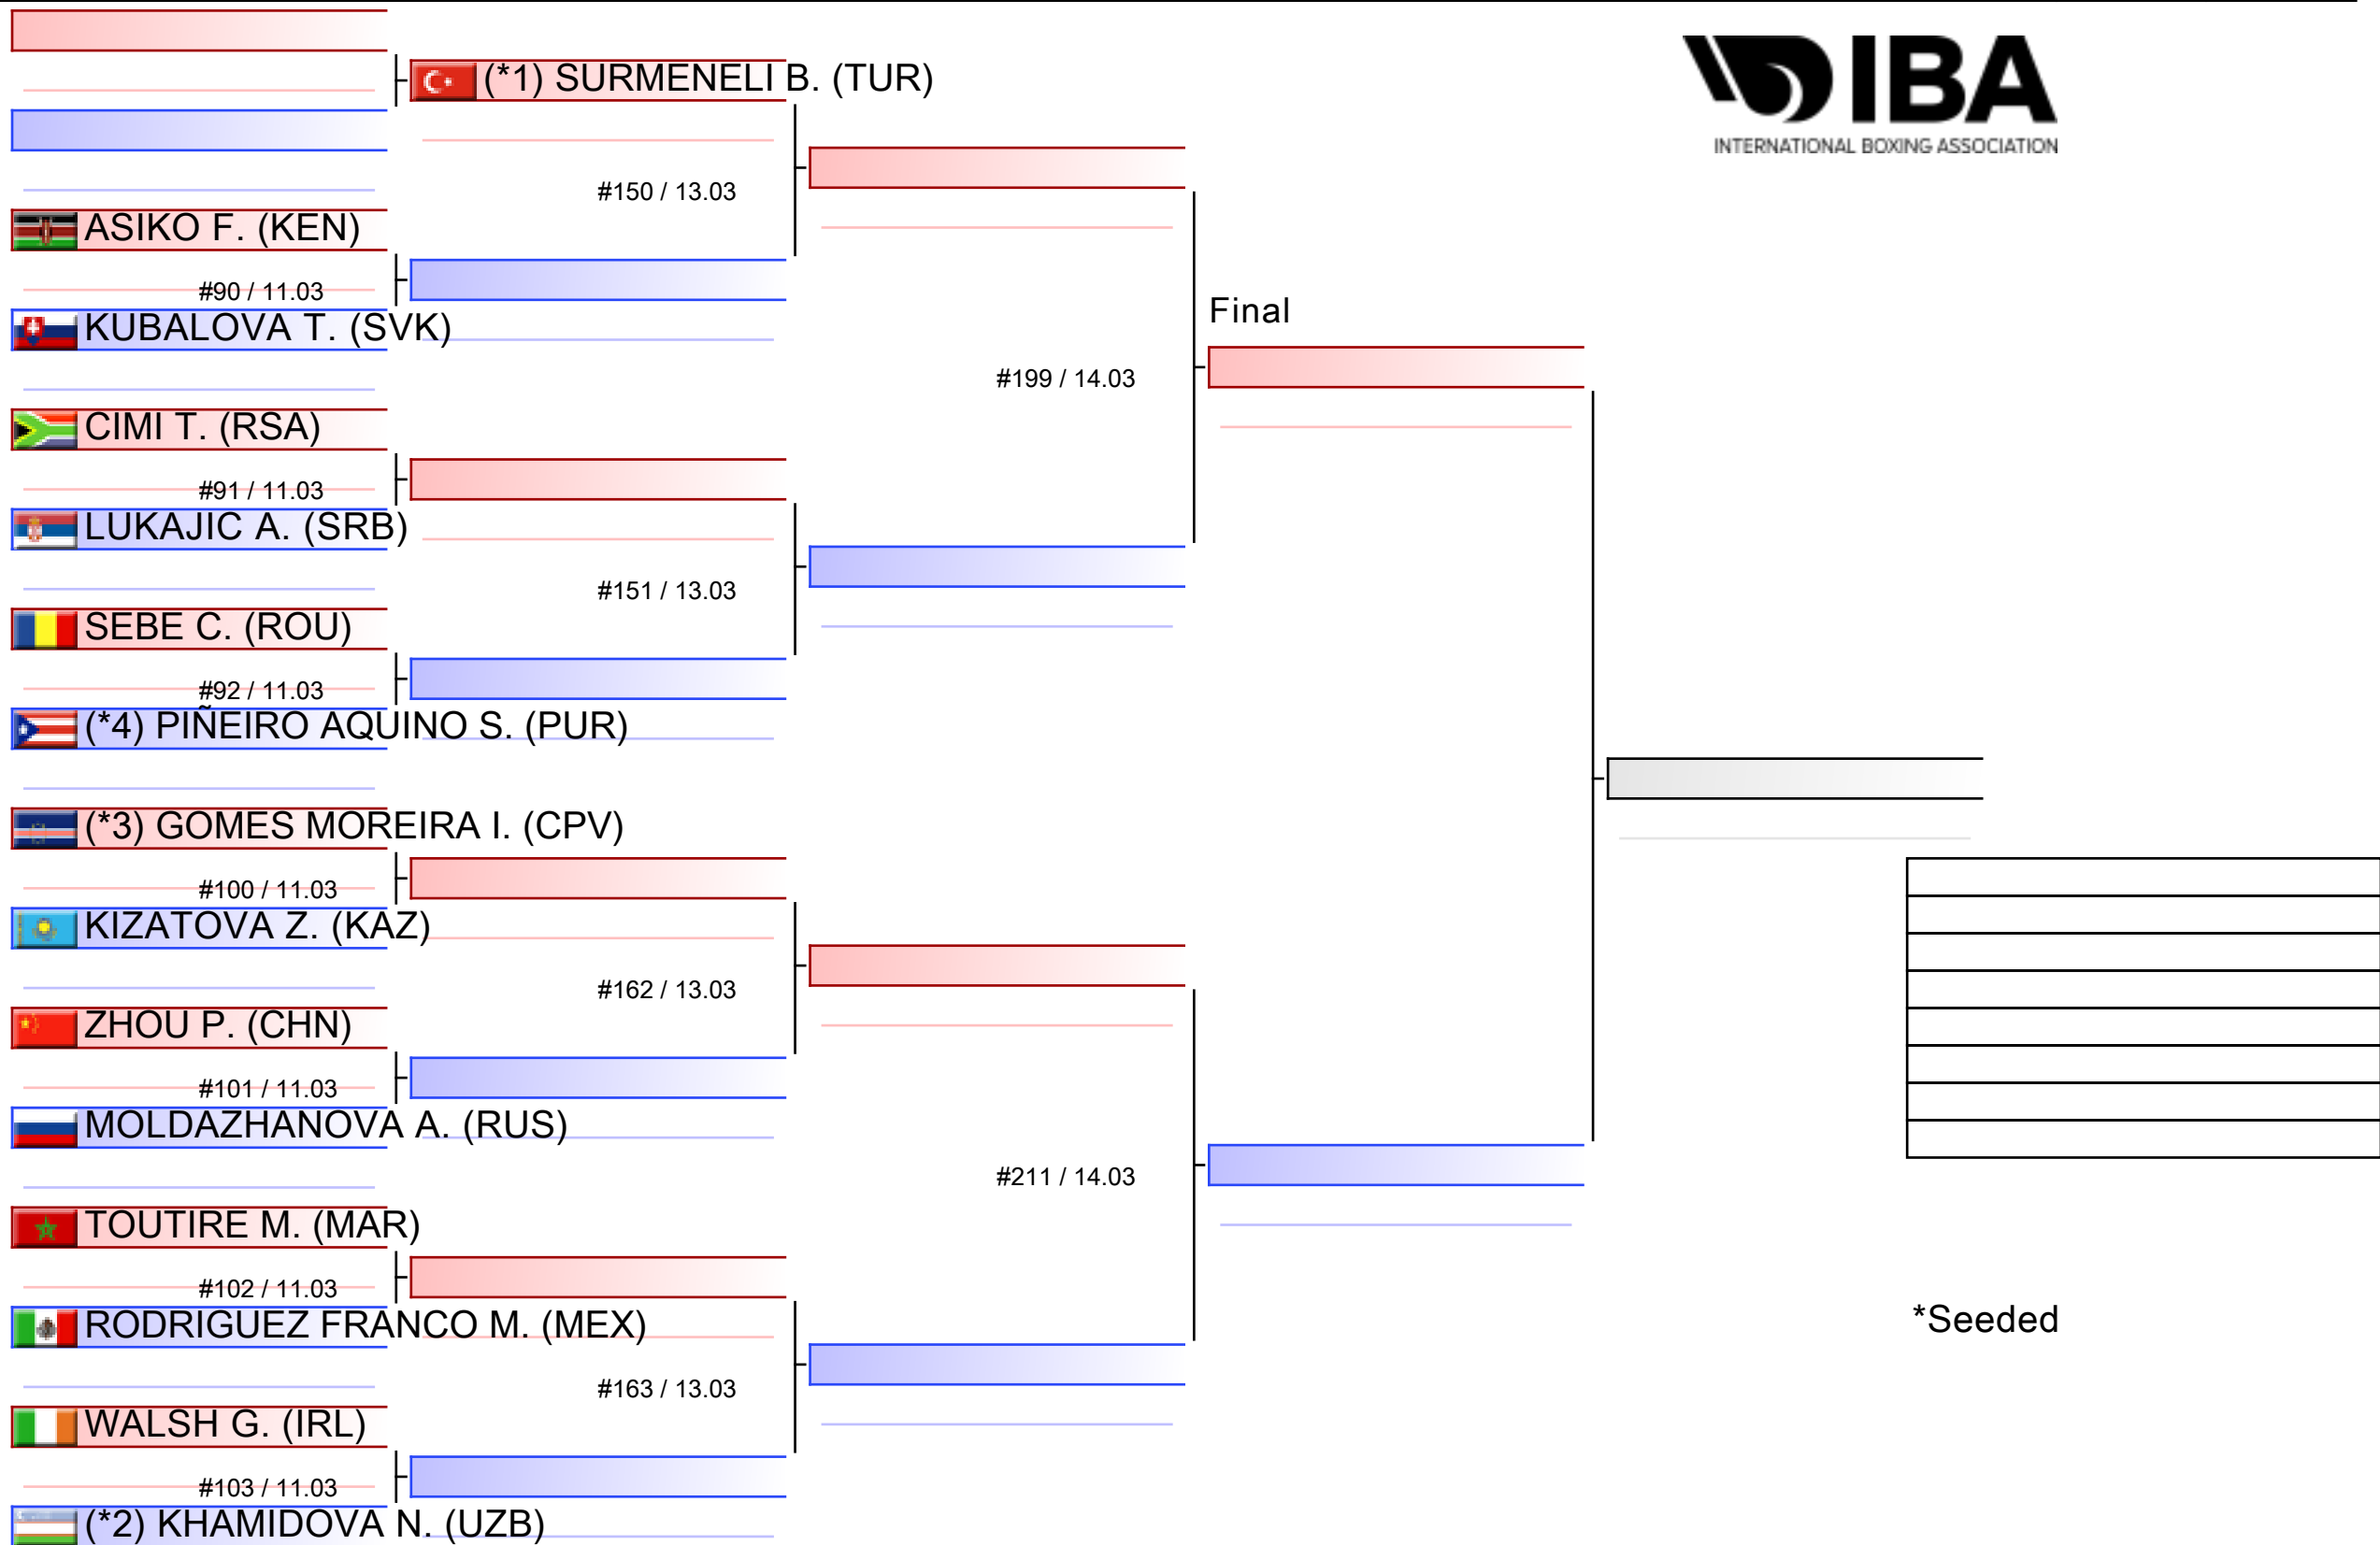 (*1) SURMENELI B. (TUR)
IBA
INTERNATIONAL BOXING ASSOCIATION
#150 / 13.03
ASIKO F. (KEN)
#90 / 11.03
KUBALOVA T. (SVK)
Final
#199 / 14.03
CIMI T. (RSA)
#91 / 11.03
LUKAJIC A. (SRB)
#151 / 13.03
SEBE C. (ROU)
#92 / 11.03
(*4) PIÑEIRO AQUINO S. (PUR)
(*3) GOMES MOREIRA I. (CPV)
#100 / 11.03
KIZATOVA Z. (KAZ)
#162 / 13.03
ZHOU P. (CHN)
#101 / 11.03
MOLDAZHANOVA A. (RUS)
#211 / 14.03
TOUTIRE M. (MAR)
#102 / 11.03
RODRIGUEZ FRANCO M. (MEX)
*Seeded
#163 / 13.03
WALSH G. (IRL)
#103 / 11.03
(*2) KHAMIDOVA N. (UZB)